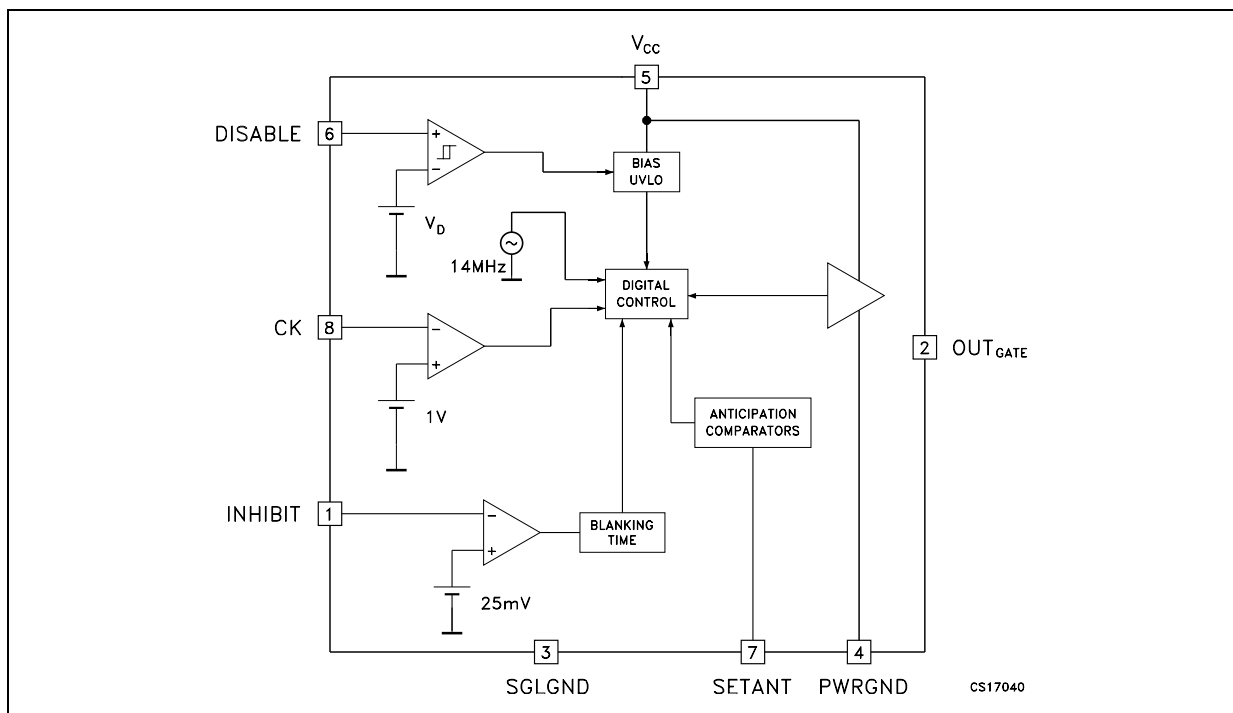 VCC
5
DISABLE 6
+
−
BIAS
UVLO
VD
14MHz
~
DIGITAL
CONTROL
CK 8
−
+
2 OUTGATE
1V
ANTICIPATION
COMPARATORS
INHIBIT 1
−
+
BLANKING
TIME
25mV
3
7
4
SGLGND
SETANT
PWRGND
CS17040